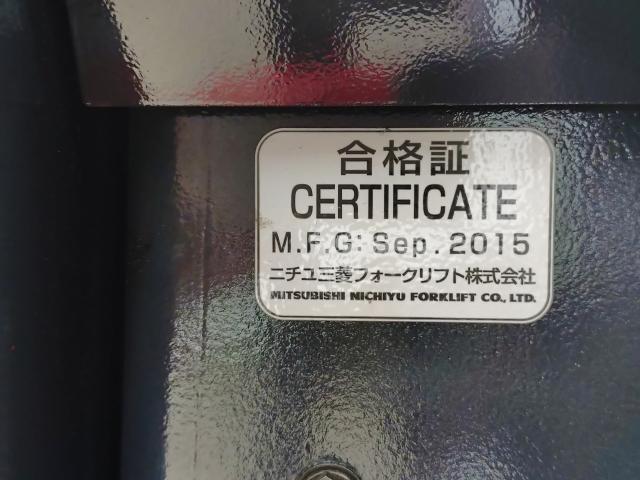 合格証
CERTIFICATE
M.F.G: Sep. 2015
ニチユ三菱フォークリフト株式会社
MITSUBISHI NICHIYU FORKLIFT CO., LTD.